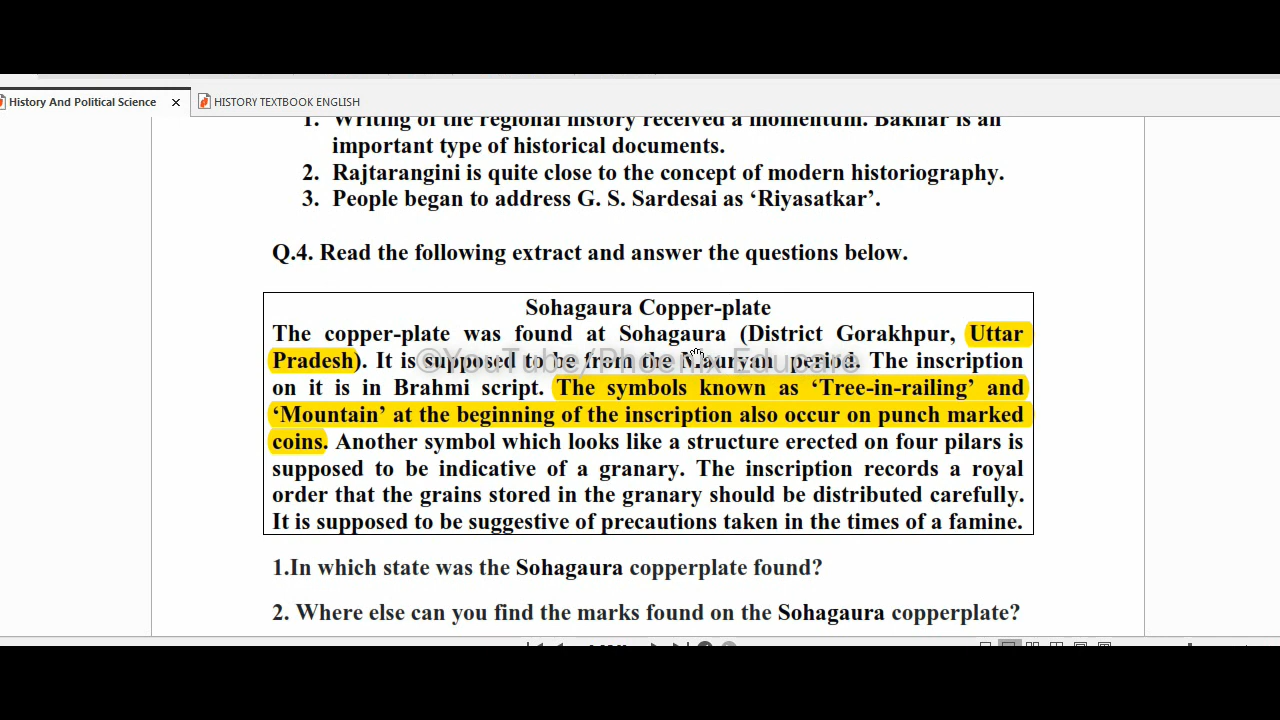 History And Political Science × HISTORY TEXTBOOK ENGLISH
1. Writing of the regional history received a momentum. Bakhar is an
important type of historical documents.
2. Rajtarangini is quite close to the concept of modern historiography.
3. People began to address G. S. Sardesai as ‘Riyasatkar’.
Q.4. Read the following extract and answer the questions below.
Sohagaura Copper-plate
The copper-plate was found at Sohagaura (District Gorakhpur, Uttar
Pradesh). It is supposed to be from the Mauryan period. The inscription
©YouTube/Phoenix Educare
on it is in Brahmi script. The symbols known as ‘Tree-in-railing’ and
‘Mountain’ at the beginning of the inscription also occur on punch marked
coins. Another symbol which looks like a structure erected on four pilars is
supposed to be indicative of a granary. The inscription records a royal
order that the grains stored in the granary should be distributed carefully.
It is supposed to be suggestive of precautions taken in the times of a famine.
1.In which state was the Sohagaura copperplate found?
2. Where else can you find the marks found on the Sohagaura copperplate?